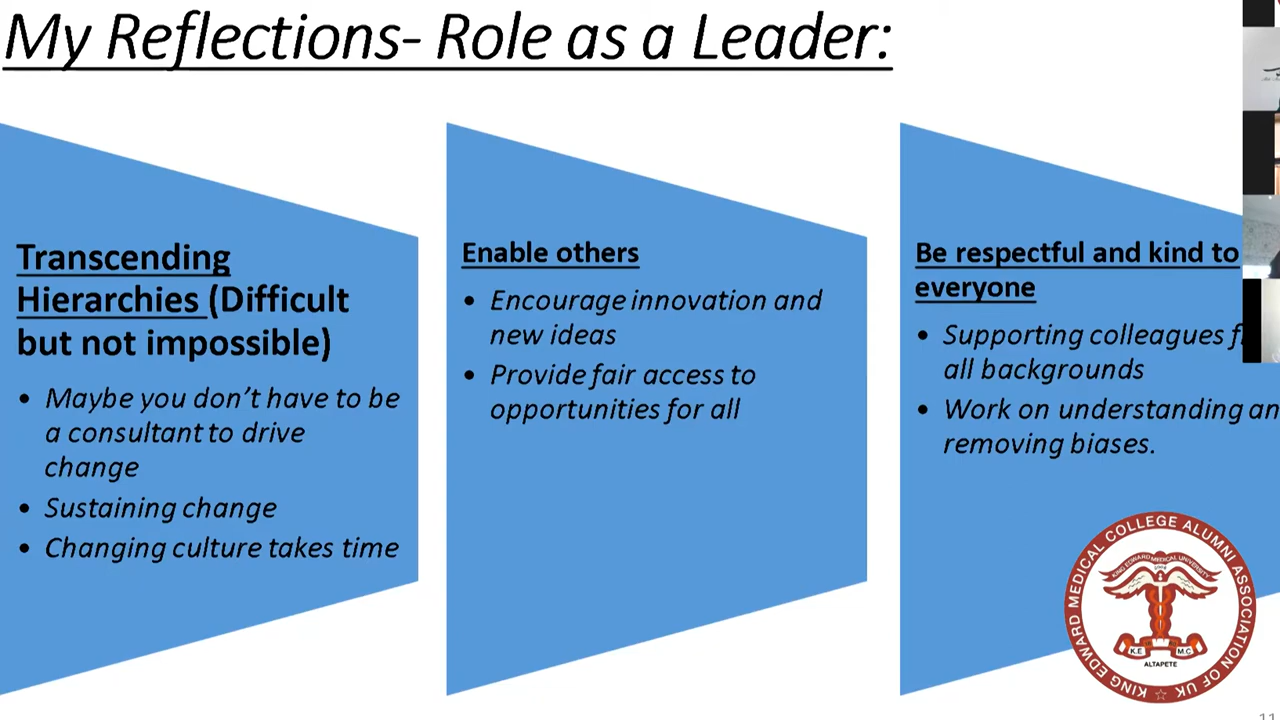 My Reflections- Role as a Leader:
Transcending
Hierarchies (Difficult
but not impossible)
• Maybe you don't have to be
a consultant to drive
change
• Sustaining change
• Changing culture takes time
Enable others
• Encourage innovation and
new ideas
• Provide fair access to
opportunities for all
Be respectful and kind to
everyone
• Supporting colleagues
all backgrounds
• Work on understanding
removing biases.
KING EDWARD MEDICAL COLLEGE ALUMNI ASSOCIATION OF UK
KING EDWARD MEDICAL UNIVERSITY
K.E
M.C
ALTAPETE
11